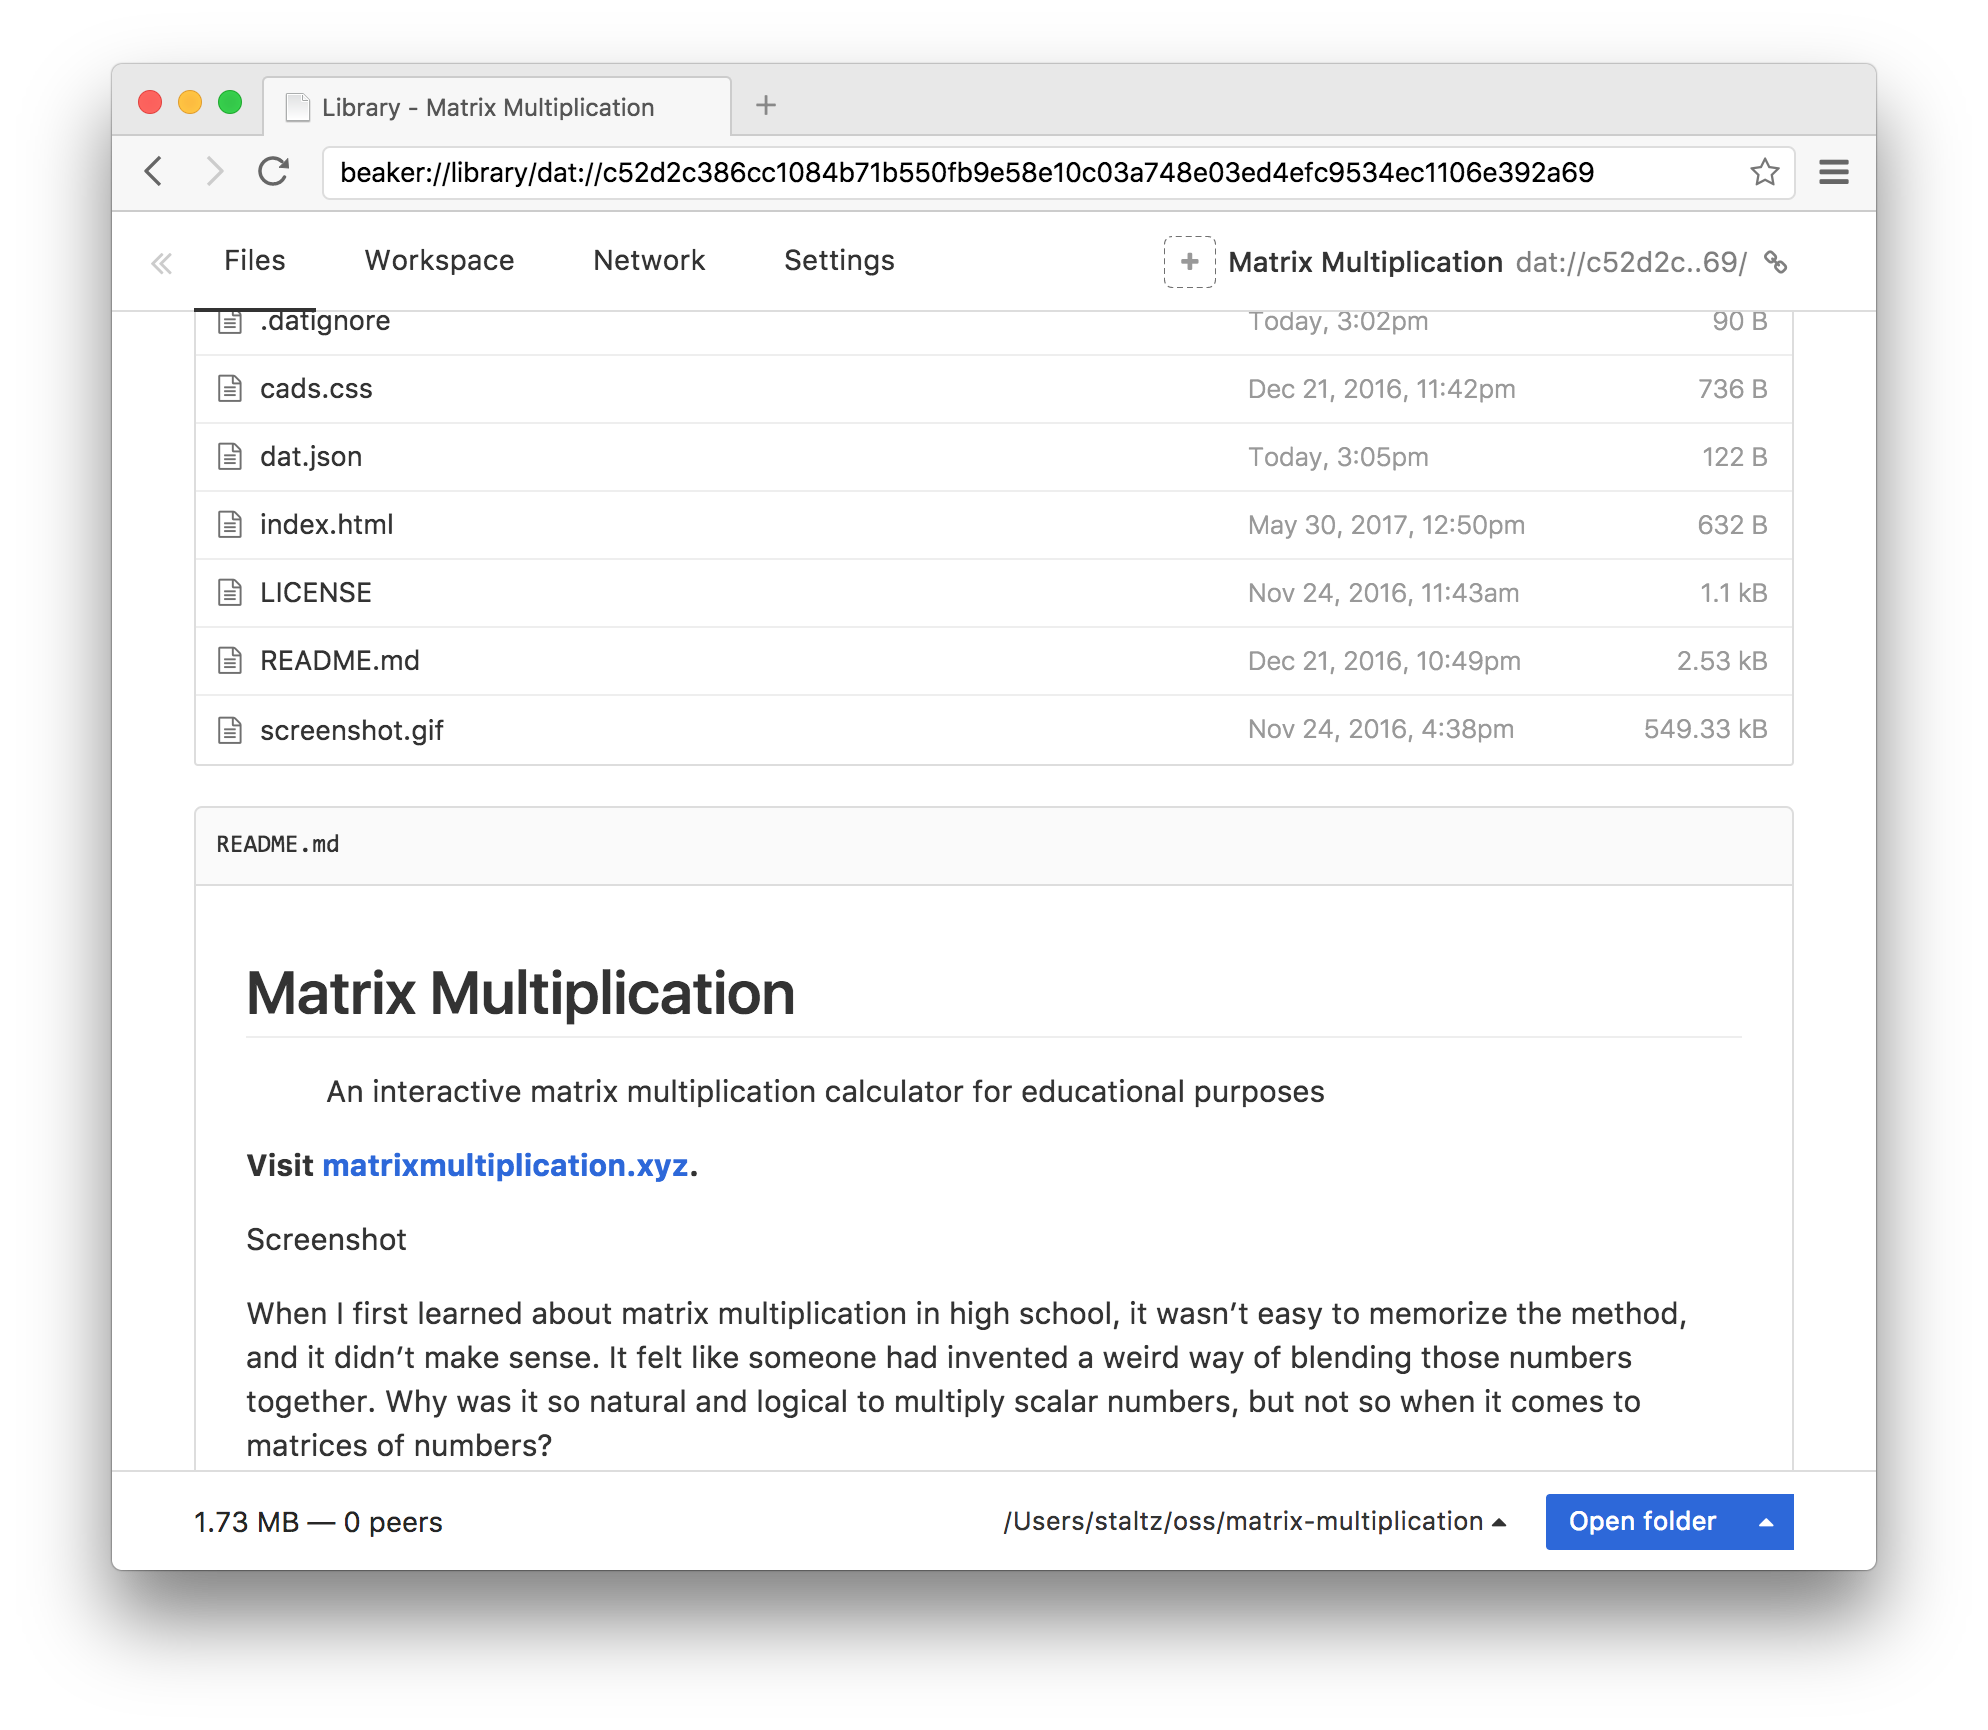 Library - Matrix Multiplication
beaker://library/dat://c52d2c386cc1084b71b550fb9e58e10c03a748e03ed4efc9534ec1106e392a69
Files Workspace Network Settings Matrix Multiplication dat://c52d2c..69/
.datignore Today, 3:02pm 90 B
cads.css Dec 21, 2016, 11:42pm 736 B
dat.json Today, 3:05pm 122 B
index.html May 30, 2017, 12:50pm 632 B
LICENSE Nov 24, 2016, 11:43am 1.1 kB
README.md Dec 21, 2016, 10:49pm 2.53 kB
screenshot.gif Nov 24, 2016, 4:38pm 549.33 kB
README.md
Matrix Multiplication
An interactive matrix multiplication calculator for educational purposes
Visit matrixmultiplication.xyz.
Screenshot
When I first learned about matrix multiplication in high school, it wasn’t easy to memorize the method,
and it didn’t make sense. It felt like someone had invented a weird way of blending those numbers
together. Why was it so natural and logical to multiply scalar numbers, but not so when it comes to
matrices of numbers?
1.73 MB — 0 peers /Users/staltz/oss/matrix-multiplication Open folder